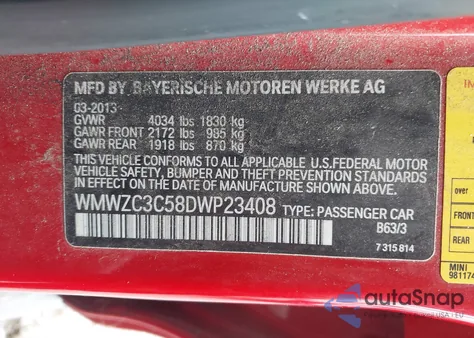 MFD BY BAYERISCHE MOTOREN WERKE AG
03-2013
GVWR 4034 lbs 1830 kg
GAWR FRONT 2172 lbs 985 kg
GAWR REAR 1918 lbs 870 kg
THIS VEHICLE CONFORMS TO ALL APPLICABLE U.S.FEDERAL MOTOR
VEHICLE SAFETY, BUMPER AND THEFT PREVENTION STANDARDS
IN EFFECT ON THE DATE OF MANUFACTURE SHOWN ABOVE.
WMWZC3C58DWP23408 TYPE: PASSENGER CAR
B63/3
7 315 814
over
MINI
981174
autoSnap